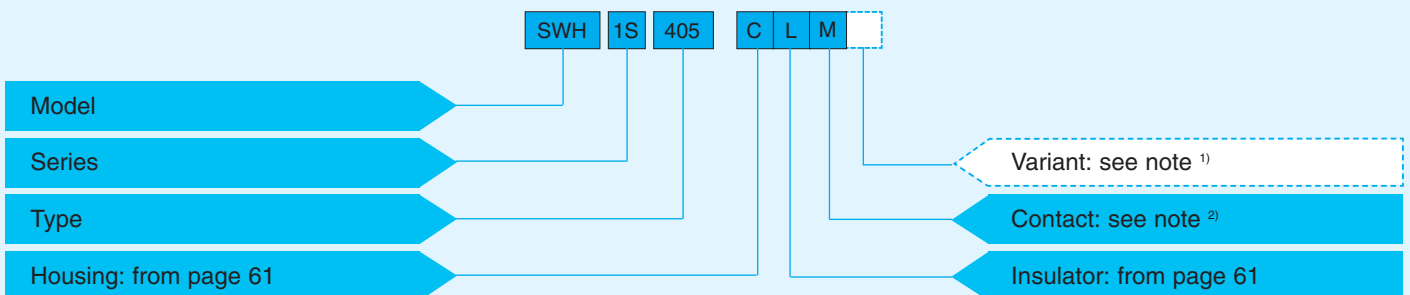 SWH 1S 405 C L M
Model
Series
Variant: see note 1)
Type
Contact: see note 2)
Housing: from page 61
Insulator: from page 61